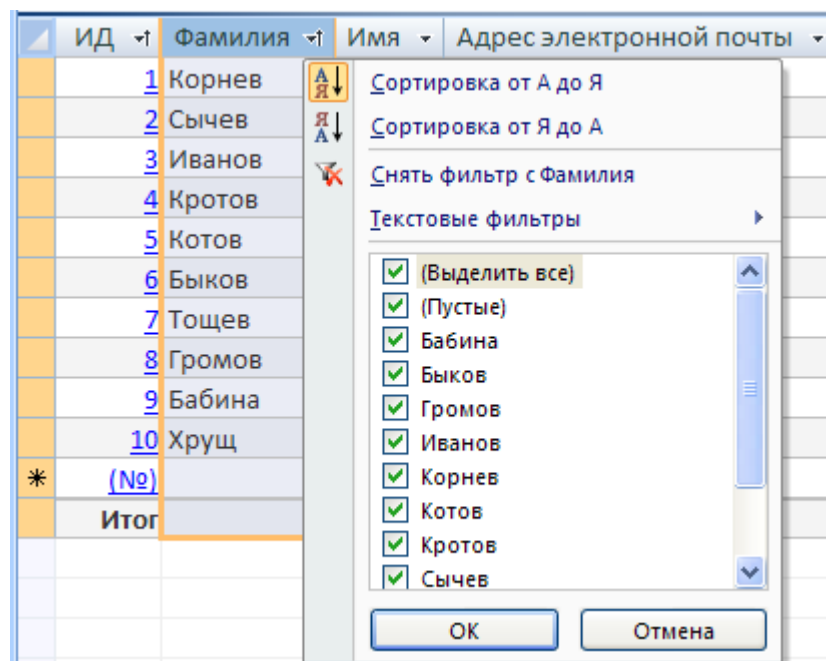 ИД Фамилия Имя Адрес электронной почты
1 Корнев
2 Сычев
3 Иванов
4 Кротов
5 Котов
6 Быков
7 Тощев
8 Громов
9 Бабина
10 Хрущ
(№)
Итог
Сортировка от А до Я
Сортировка от Я до А
Снять фильтр с Фамилия
Текстовые фильтры
(Выделить все)
(Пустые)
Бабина
Быков
Громов
Иванов
Корнев
Котов
Кротов
Сычев
ОК Отмена